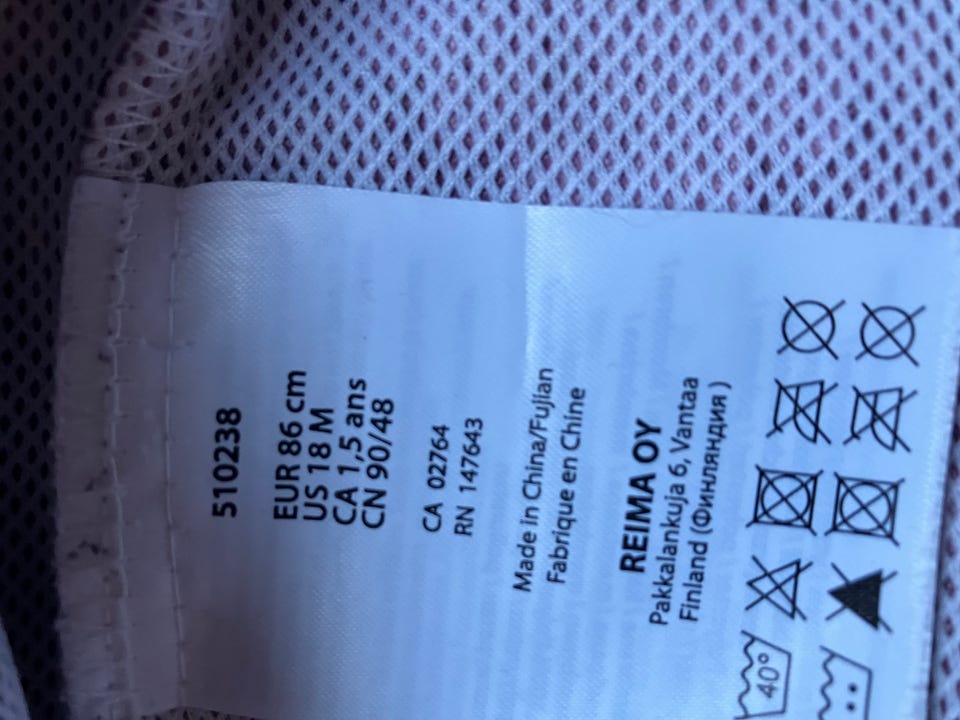 510238
EUR 86 cm
US 18 M
CA 1,5 ans
CN 90/48
CA 02764
RN 147643
Made in China/Fujian
Fabrique en Chine
REIMA OY
Pakkalankuja 6, Vantaa
Finland (Финляндия)
40°